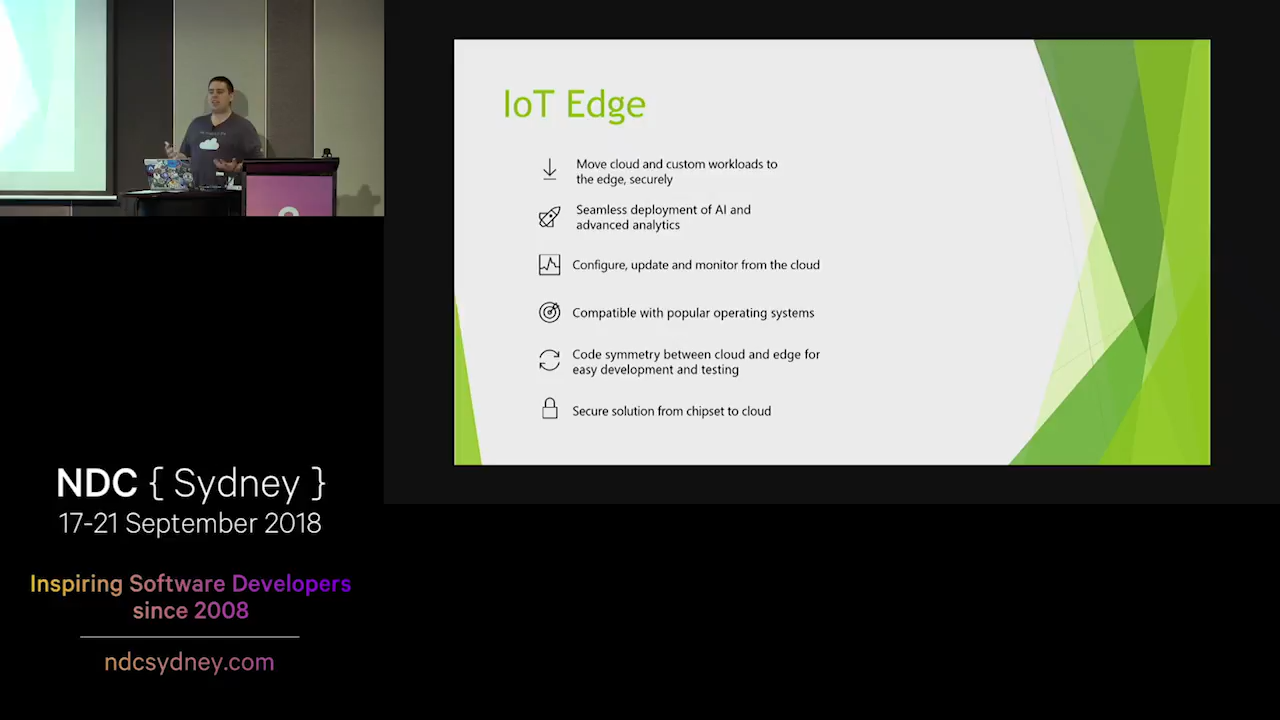 IoT Edge
Move cloud and custom workloads to
the edge, securely
Seamless deployment of AI and
advanced analytics
Configure, update and monitor from the cloud
Compatible with popular operating systems
Code symmetry between cloud and edge for
easy development and testing
Secure solution from chipset to cloud
NDC { Sydney }
17-21 September 2018
Inspiring Software Developers
since 2008
ndcsydney.com